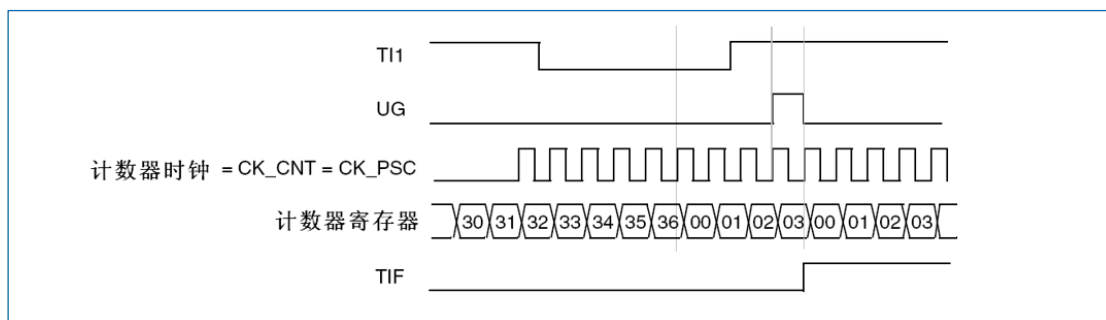 TI1
UG
计数器时钟 = CK_CNT = CK_PSC
计数器寄存器 30 31 32 33 34 35 36 00 01 02 03 00 01 02 03
TIF